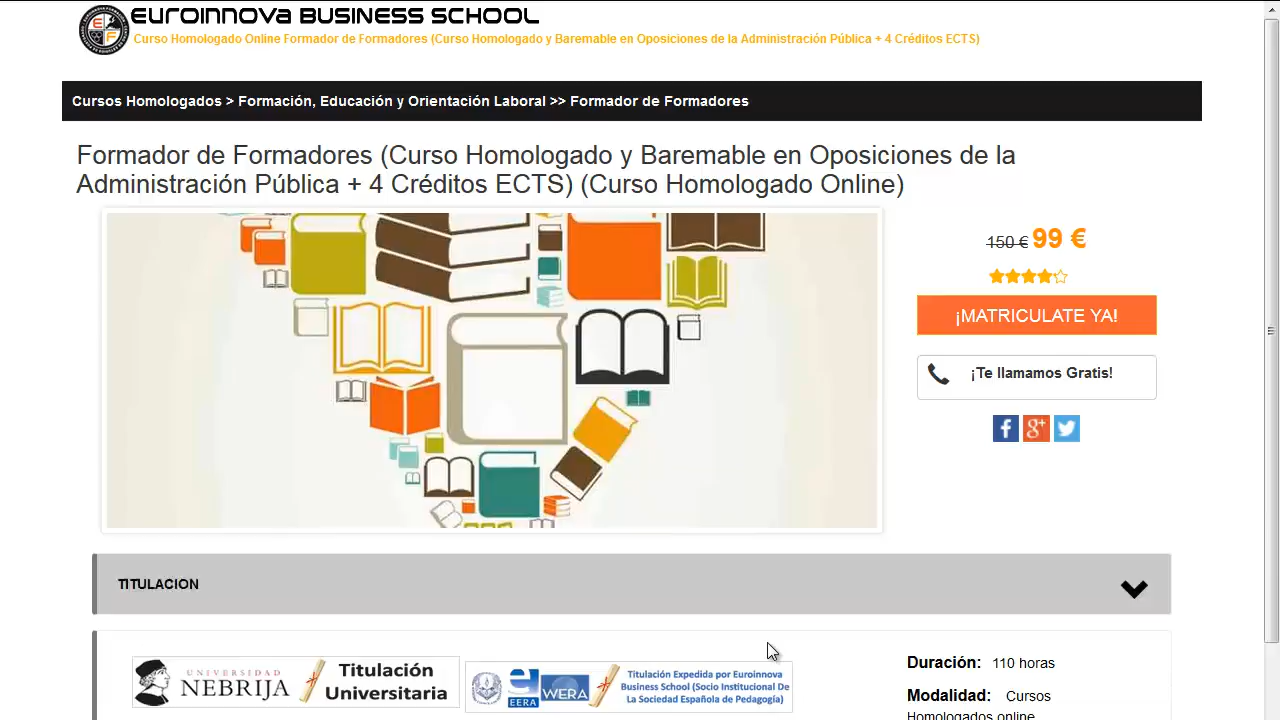 EUROINNOVA BUSINESS SCHOOL
Curso Homologado Online Formador de Formadores (Curso Homologado y Baremable en Oposiciones de la Administración Pública + 4 Créditos ECTS)
Cursos Homologados > Formación, Educación y Orientación Laboral >> Formador de Formadores
Formador de Formadores (Curso Homologado y Baremable en Oposiciones de la
Administración Pública + 4 Créditos ECTS) (Curso Homologado Online)
150 € 99 €
¡MATRICULATE YA!
¡Te llamamos Gratis!
TITULACION
UNIVERSIDAD
NEBRIJA
Titulación
Universitaria
EERA
WERA
Titulación Expedida por Euroinnova
Business School (Socio Institucional De
La Sociedad Española de Pedagogía)
Duración: 110 horas
Modalidad: Cursos
Homologados online